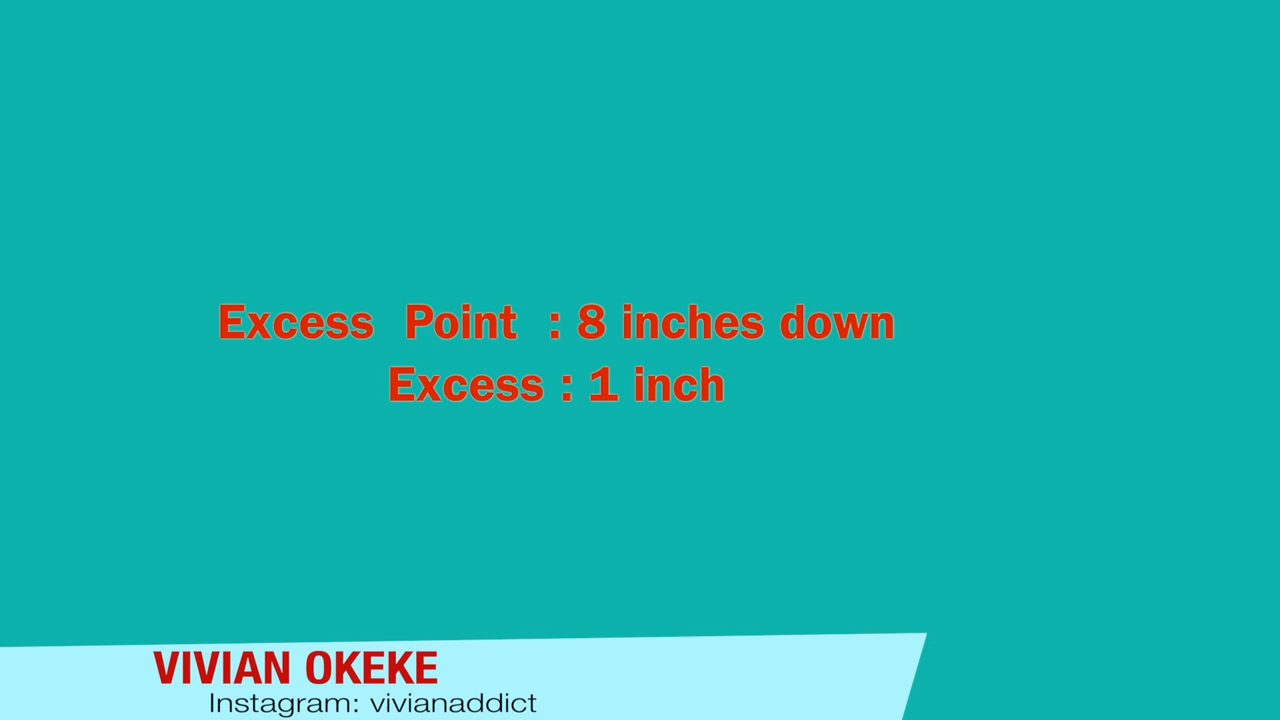 Excess Point : 8 inches down
Excess : 1 inch
VIVIAN OKEKE
Instagram: vivianaddict